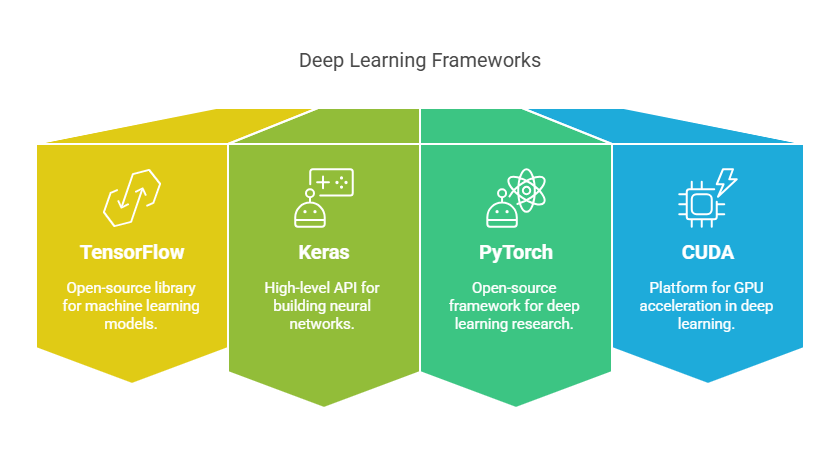 Deep Learning Frameworks
TensorFlow
Open-source library
for machine learning
models.
Keras
High-level API for
building neural
networks.
PyTorch
Open-source
framework for deep
learning research.
CUDA
Platform for GPU
acceleration in deep
learning.